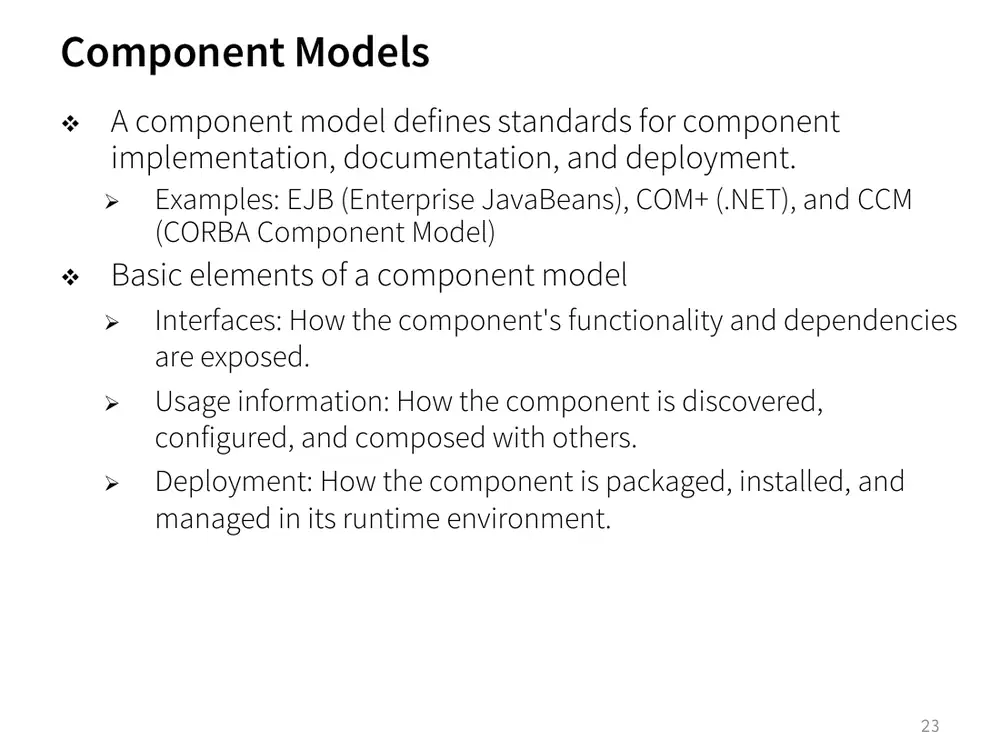 Component Models
❖ A component model defines standards for component
implementation, documentation, and deployment.
➢ Examples: EJB (Enterprise JavaBeans), COM+ (.NET), and CCM
(CORBA Component Model)
❖ Basic elements of a component model
➢ Interfaces: How the component's functionality and dependencies
are exposed.
➢ Usage information: How the component is discovered,
configured, and composed with others.
➢ Deployment: How the component is packaged, installed, and
managed in its runtime environment.
23